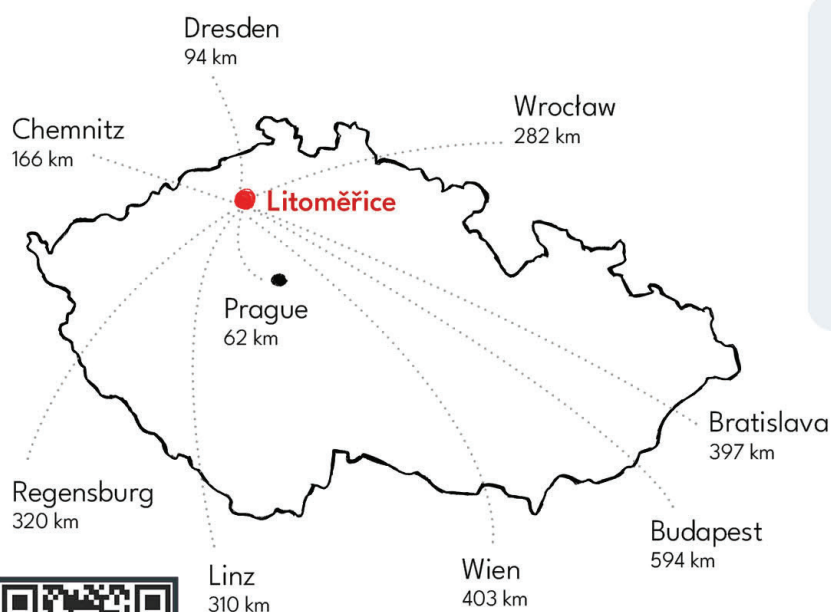 Dresden
94 km
Wrocław
282 km
Chemnitz
166 km
Litoměřice
Prague
62 km
Bratislava
397 km
Regensburg
320 km
Budapest
594 km
Linz
310 km
Wien
403 km